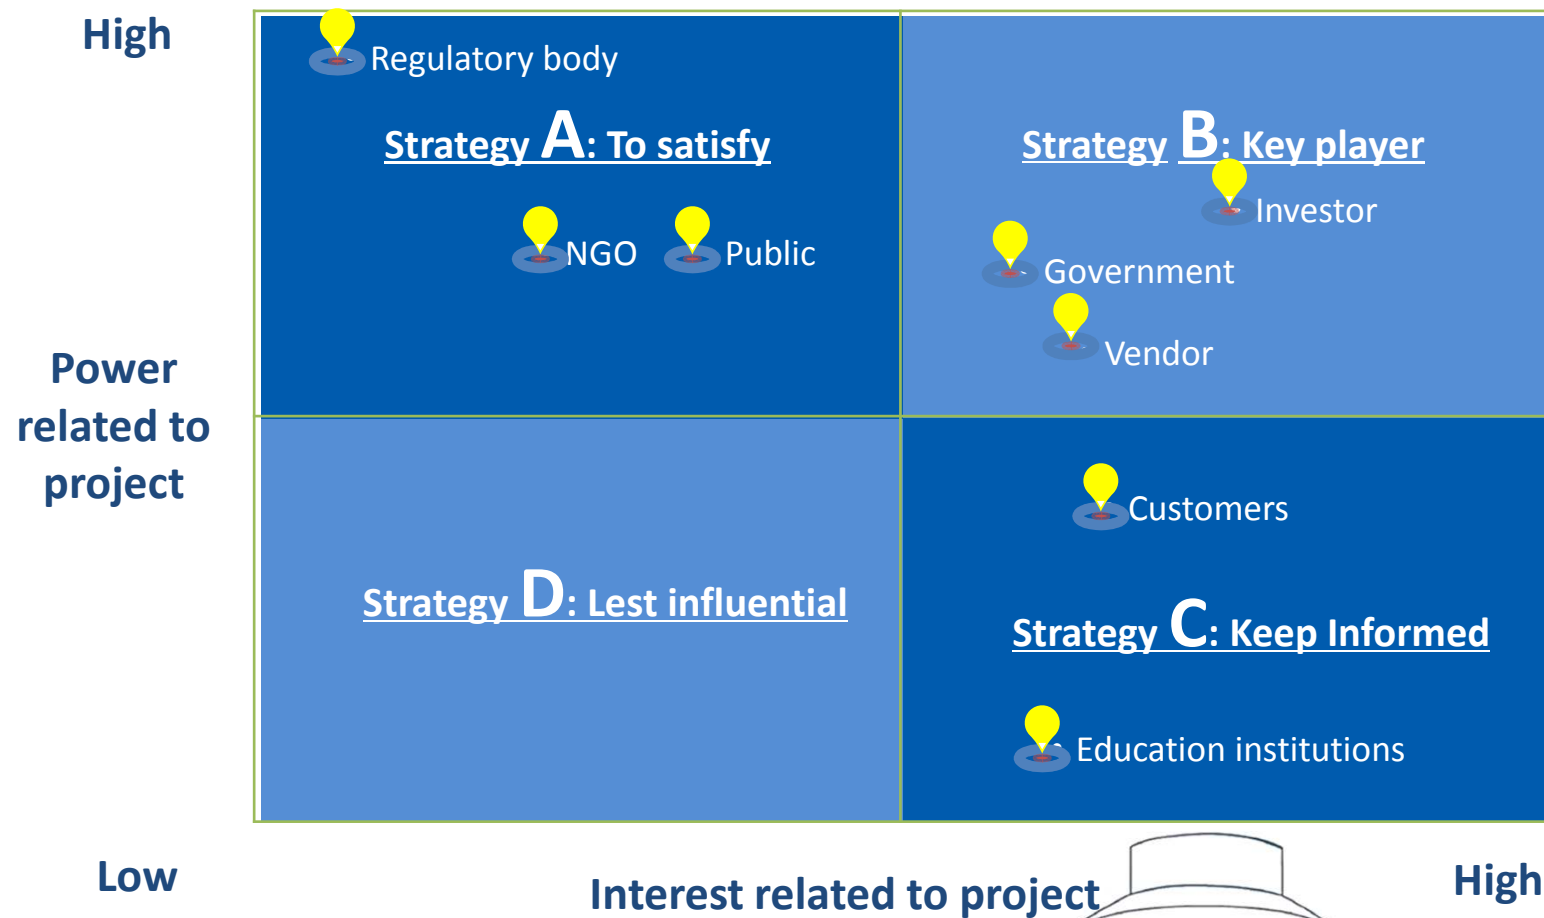 High
Regulatory body
Strategy A: To satisfy
Strategy B: Key player
Investor
NGO
Public
Government
Vendor
Power
related to
project
Customers
Strategy D: Lest influential
Strategy C: Keep Informed
Education institutions
Low
Interest related to project
High